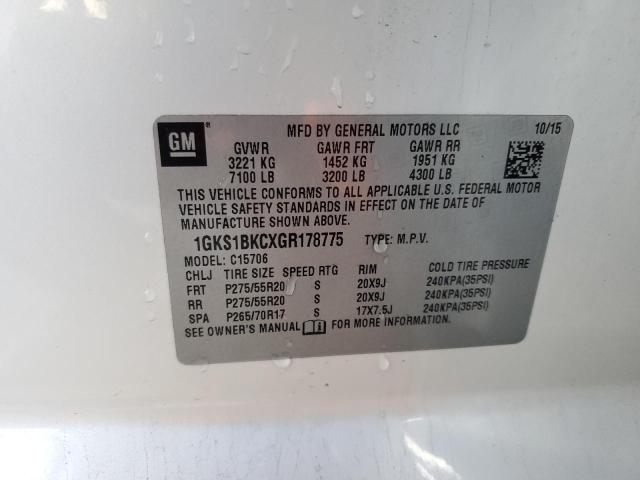 GM ®
MFD BY GENERAL MOTORS LLC 10/15
GVWR GAWR FRT GAWR RR
3221 KG 1452 KG 1951 KG
7100 LB 3200 LB 4300 LB
THIS VEHICLE CONFORMS TO ALL APPLICABLE U.S. FEDERAL MOTOR
VEHICLE SAFETY STANDARDS IN EFFECT ON THE DATE OF
MANUFACTURE SHOWN ABOVE.
1GKS1BKCXGR178775 TYPE: M.P.V.
MODEL: C15706
CHLJ TIRE SIZE SPEED RTG RIM COLD TIRE PRESSURE
FRT P275/55R20 S 20X9J 240KPA(35PSI)
RR P275/55R20 S 20X9J 240KPA(35PSI)
SPA P265/70R17 S 17X7.5J 240KPA(35PSI)
SEE OWNER'S MANUAL FOR MORE INFORMATION.